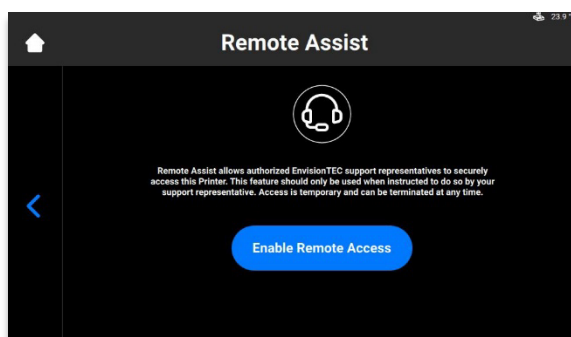 23.9°
Remote Assist
Remote Assist allows authorized EnvisionTEC support representatives to securely
access this Printer. This feature should only be used when instructed to do so by your
support representative. Access is temporary and can be terminated at any time.
Enable Remote Access